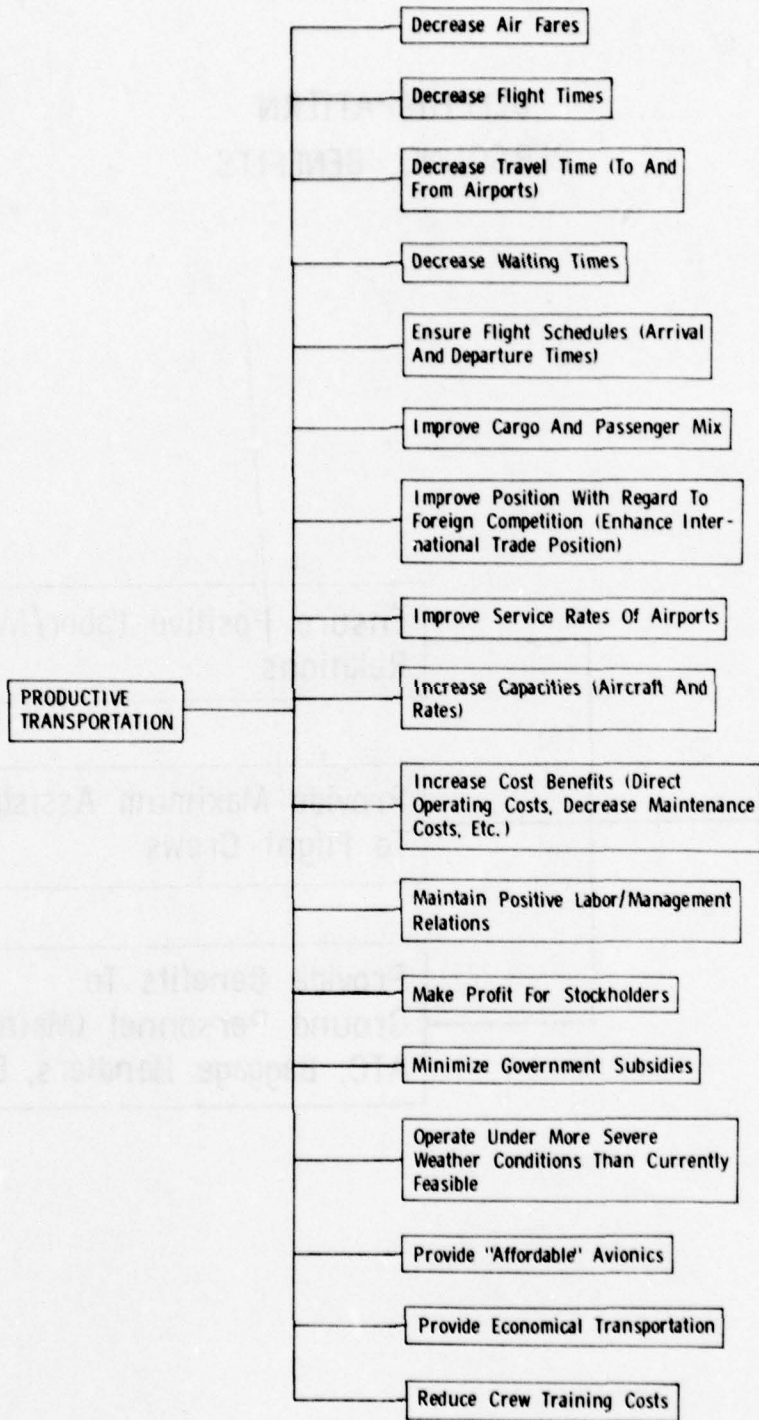 Decrease Air Fares
Decrease Flight Times
Decrease Travel Time (To And
From Airports)
Decrease Waiting Times
Ensure Flight Schedules (Arrival
And Departure Times)
Improve Cargo And Passenger Mix
Improve Position With Regard To
Foreign Competition (Enhance Inter-
national Trade Position)
Improve Service Rates Of Airports
PRODUCTIVE
TRANSPORTATION
Increase Capacities (Aircraft And
Rates)
Increase Cost Benefits (Direct
Operating Costs, Decrease Maintenance
Costs, Etc.)
Maintain Positive Labor/Management
Relations
Make Profit For Stockholders
Minimize Government Subsidies
Operate Under More Severe
Weather Conditions Than Currently
Feasible
Provide "Affordable" Avionics
Provide Economical Transportation
Reduce Crew Training Costs